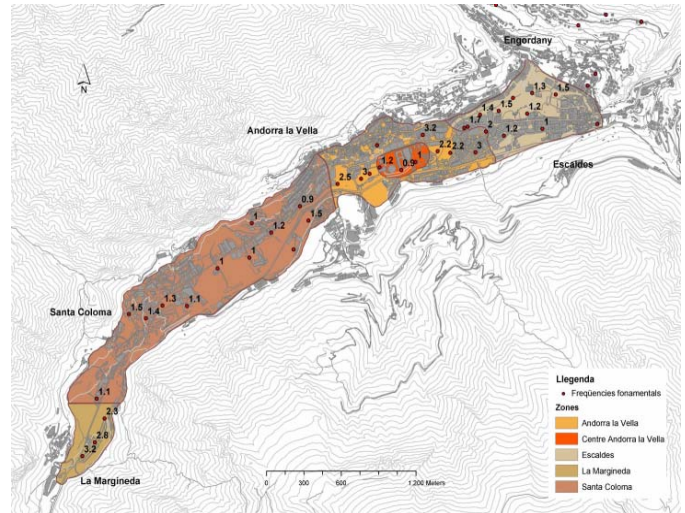 Engordany
1.3
1.5
1.5
1.4
1.2
1.7
2
1.2
1
Andorra la Vella
3.2
Escaldes
2.2
2.2
3
1
1.2
0.9
3
2.5
N
0.9
1.5
1
1.2
1
1
Santa Coloma
1.5
1.3
1.1
1.4
1.1
2.3
2.8
3.2
La Margineda
0 300 600 1.200 Meters
Llegenda
Freqüències fonamentals
Zones
Andorra la Vella
Centre Andorra la Vella
Escaldes
La Margineda
Santa Coloma